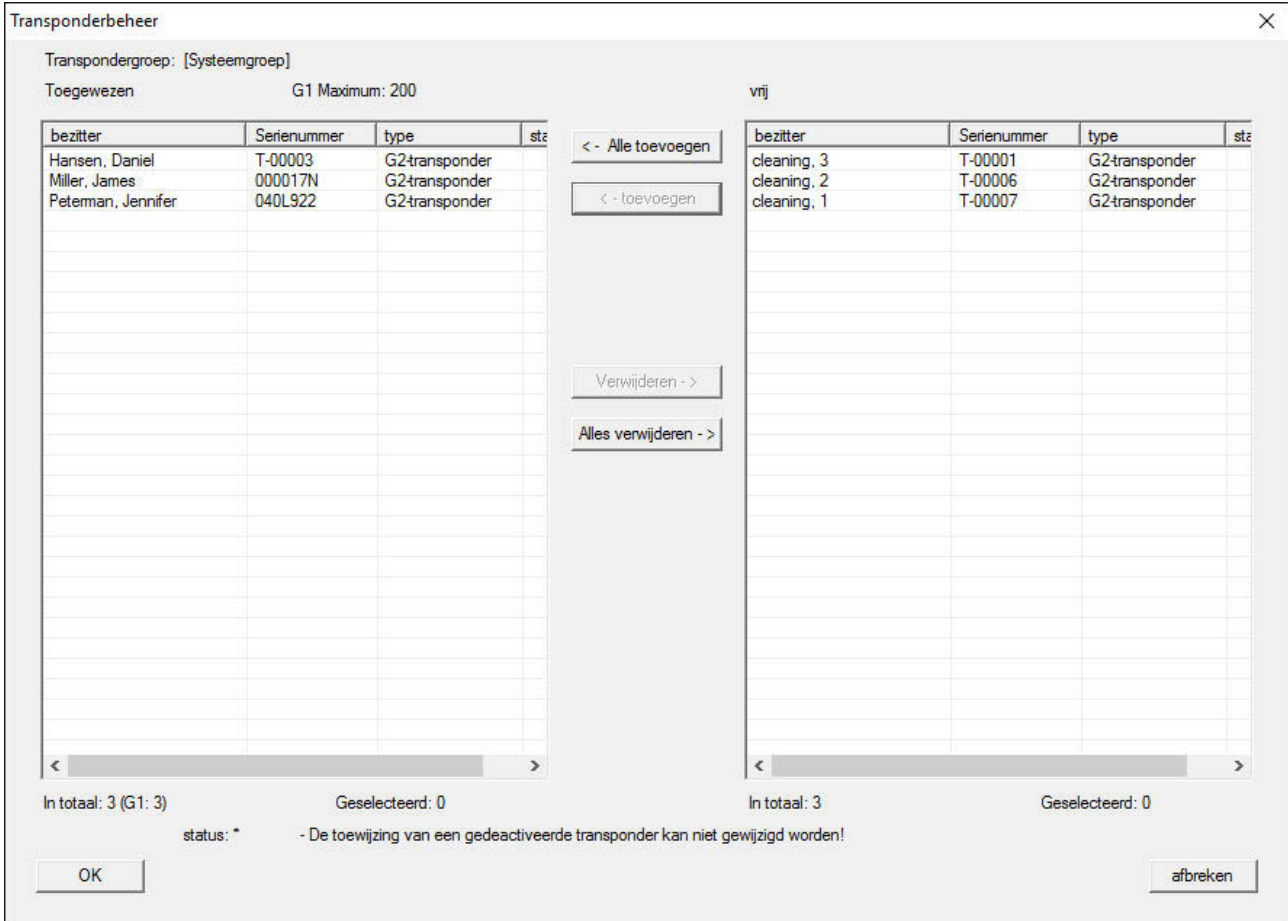 Transponderbeheer
Transpondergroep: [Systeemgroep]
Toegewezen G1 Maximum: 200 vrij
bezitter Serienummer type sta
Hansen, Daniel T-00003 G2-transponder
Miller, James 000017N G2-transponder
Peterman, Jennifer 040L922 G2-transponder
< - Alle toevoegen
< - toevoegen
Verwijderen - >
Alles verwijderen - >
bezitter Serienummer type sta
cleaning, 3 T-00001 G2-transponder
cleaning, 2 T-00006 G2-transponder
cleaning, 1 T-00007 G2-transponder
In totaal: 3 (G1: 3) Geselecteerd: 0 In totaal: 3 Geselecteerd: 0
status: * - De toewijzing van een gedeactiveerde transponder kan niet gewijzigd worden!
OK afbreken